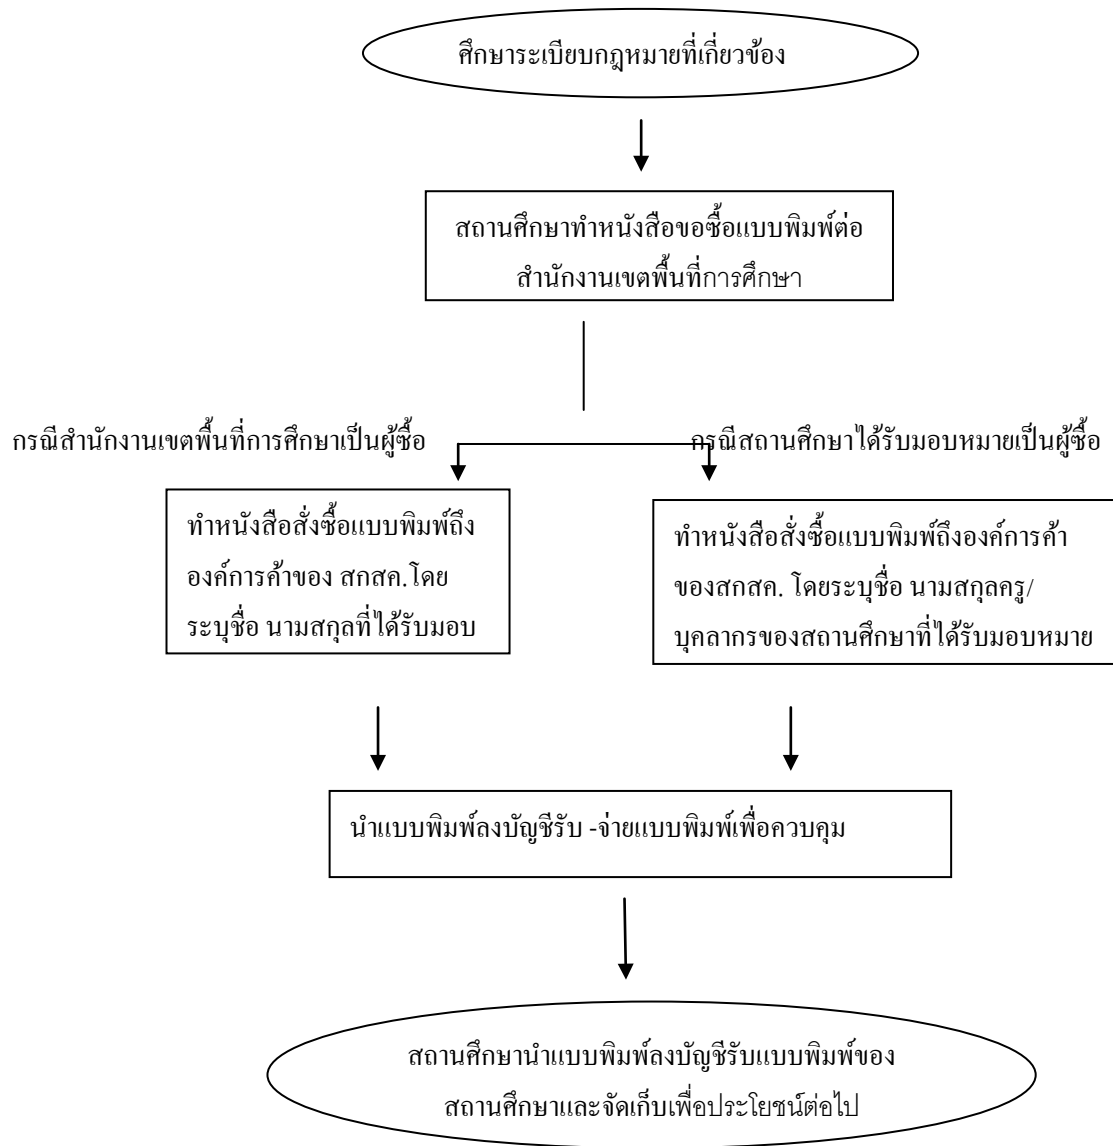 ศึกษาระเบียบกฎหมายที่เกี่ยวข้อง
สถานศึกษาทำหนังสือขอซื้อแบบพิมพ์ต่อ
สำนักงานเขตพื้นที่การศึกษา
กรณีสำนักงานเขตพื้นที่การศึกษาเป็นผู้ซื้อ
กรณีสถานศึกษาได้รับมอบหมายเป็นผู้ซื้อ
ทำหนังสือสั่งซื้อแบบพิมพ์ถึง
องค์การค้าของ สกสค.โดย
ระบุชื่อ นามสกุลที่ได้รับมอบ
ทำหนังสือสั่งซื้อแบบพิมพ์ถึงองค์การค้า
ของสกสค. โดยระบุชื่อ นามสกุลครู/
บุคลากรของสถานศึกษาที่ได้รับมอบหมาย
นำแบบพิมพ์ลงบัญชีรับ -จ่ายแบบพิมพ์เพื่อควบคุม
สถานศึกษานำแบบพิมพ์ลงบัญชีรับแบบพิมพ์ของ
สถานศึกษาและจัดเก็บเพื่อประโยชน์ต่อไป